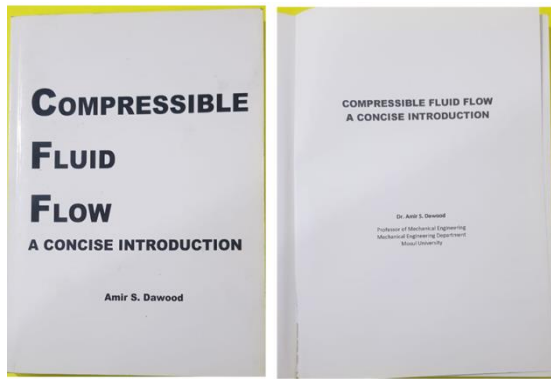 COMPRESSIBLE
FLUID
FLOW
A CONCISE INTRODUCTION
Amir S. Dawood
COMPRESSIBLE FLUID FLOW
A CONCISE INTRODUCTION
Dr. Amir S. Dawood
Professor of Mechanical Engineering
Mechanical Engineering Department
Mosul University